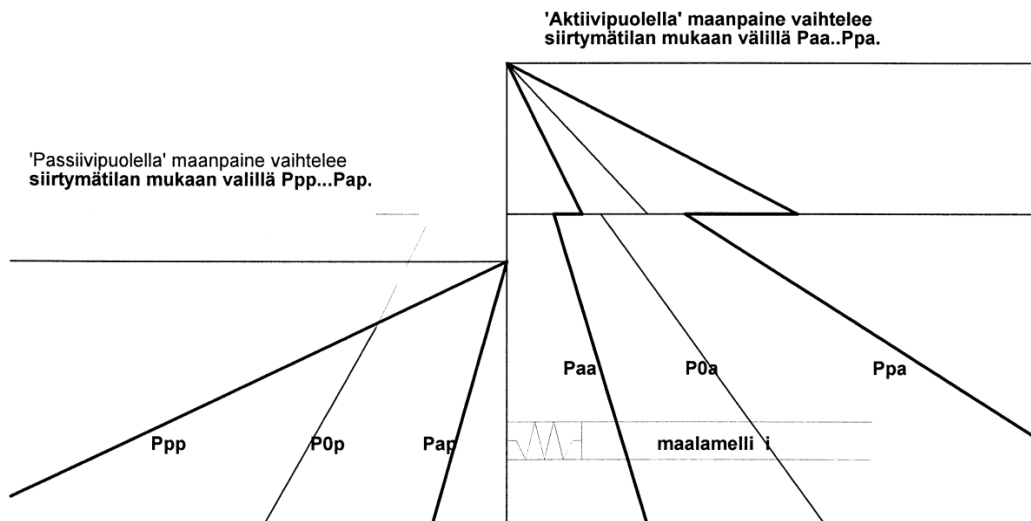 'Aktiivipuolella' maanpaine vaihtelee
siirtymätilan mukaan välillä Paa..Ppa.
'Passiivipuolella' maanpaine vaihtelee
siirtymätilan mukaan valillä Ppp...Pap.
Paa P0a Ppa
Ppp P0p Pap maalamelli i